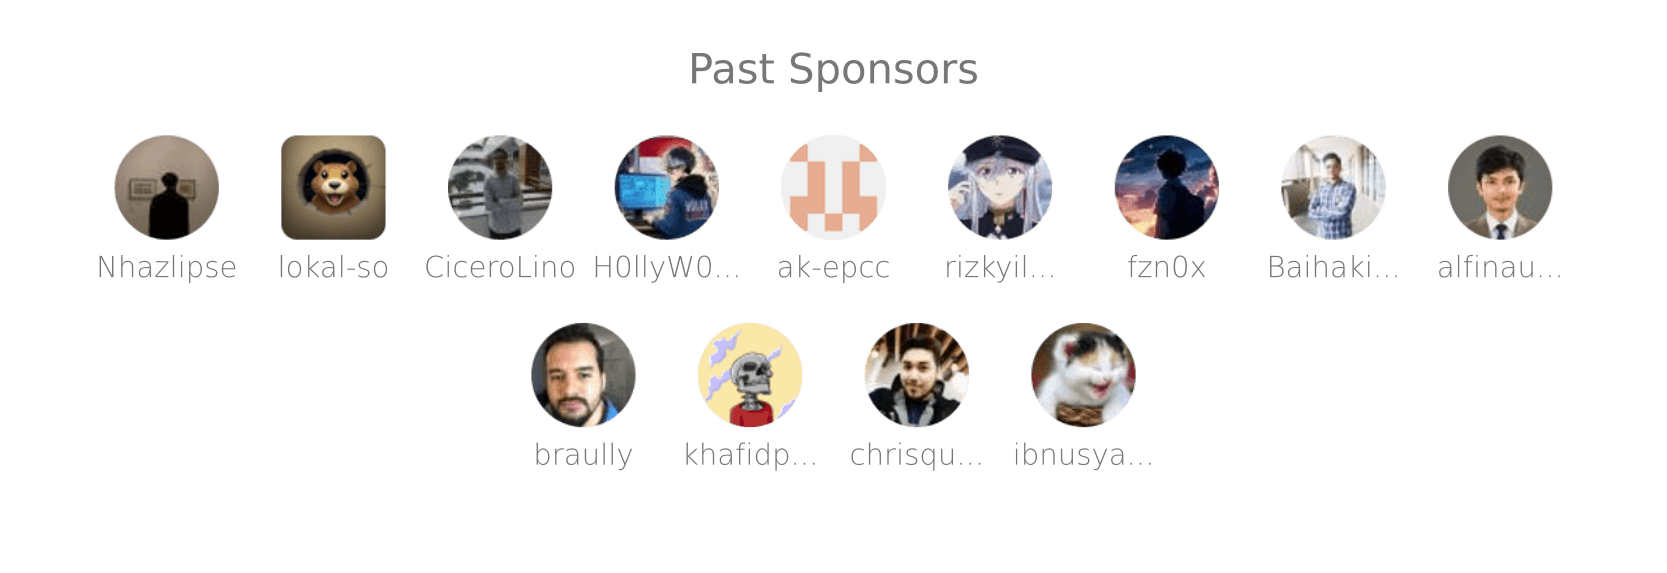 Past Sponsors
Nhazlipse lokal-so CiceroLino H0llyW0... ak-epcc rizkyil... fzn0x Baihaki... alfinau...
braully khafidp... chrisqu... ibnusya...